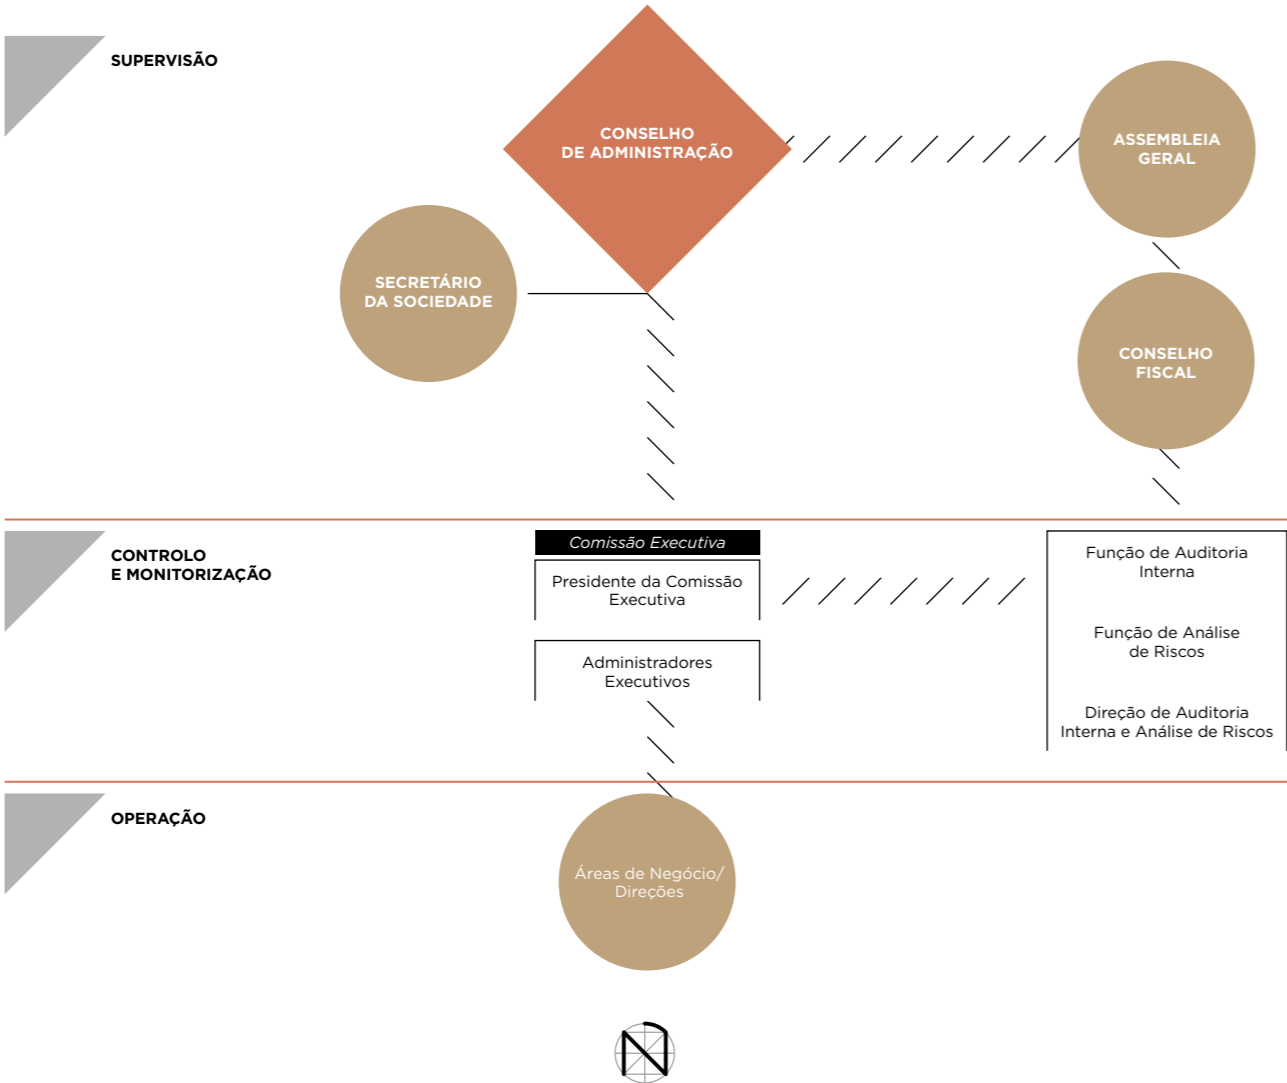 SUPERVISÃO
CONSELHO
DE ADMINISTRAÇÃO
ASSEMBLEIA
GERAL
SECRETÁRIO
DA SOCIEDADE
CONSELHO
FISCAL
CONTROLO
E MONITORIZAÇÃO
Comissão Executiva
Presidente da Comissão
Executiva
Administradores
Executivos
Função de Auditoria
Interna
Função de Análise
de Riscos
Direção de Auditoria
Interna e Análise de Riscos
OPERAÇÃO
Áreas de Negócio/
Direções